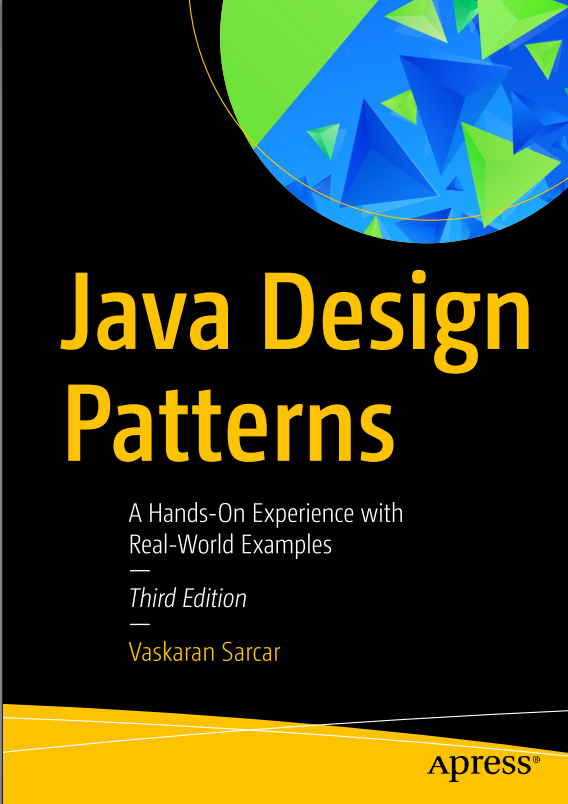 Java Design
Patterns
A Hands-On Experience with
Real-World Examples
—
Third Edition
—
Vaskaran Sarcar
Apress®